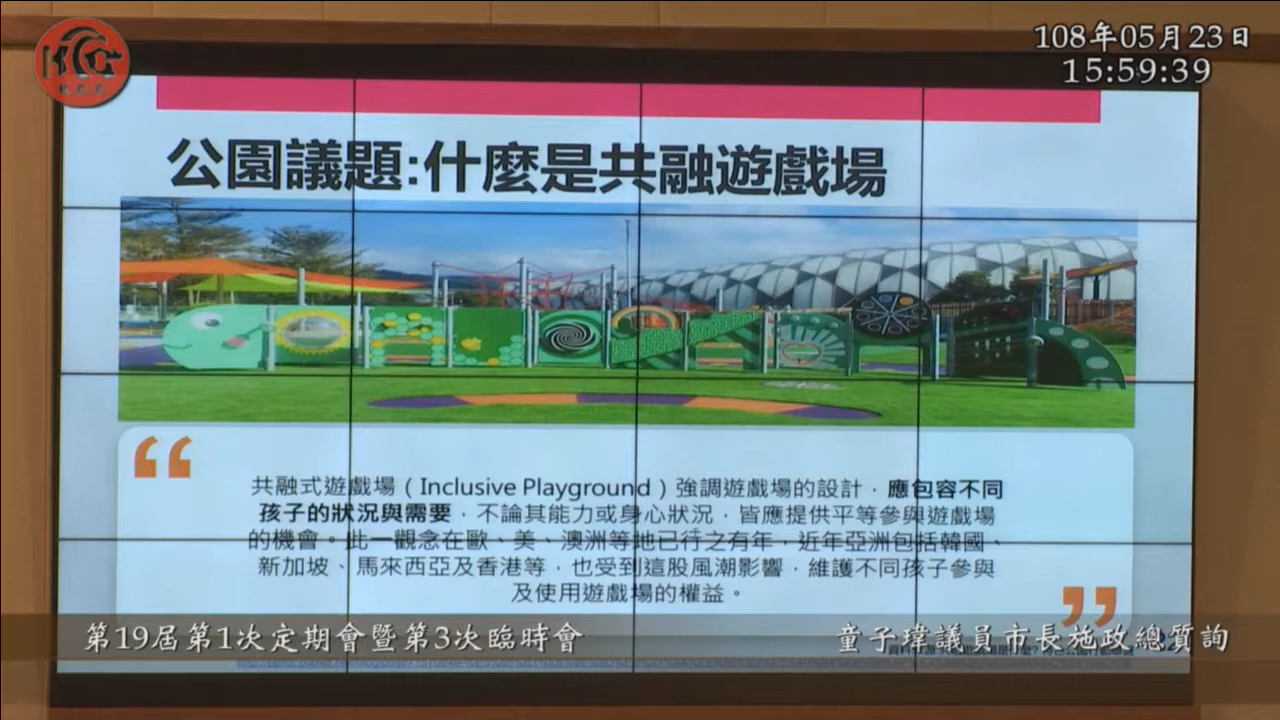 K.C.C
108年05月23日
15:59:39
公園議題:什麼是共融遊戲場
共融式遊戲場（Inclusive Playground）強調遊戲場的設計，應包容不同
孩子的狀況與需要，不論其能力或身心狀況，皆應提供平等參與遊戲場
的機會。此一觀念在歐、美、澳洲等地已行之有年，近年亞洲包括韓國、
新加坡、馬來西亞及香港等，也受到這股風潮影響，維護不同孩子參與
及使用遊戲場的權益。
第19屆第1次定期會暨第3次臨時會
童子瑋議員市長施政總質詢